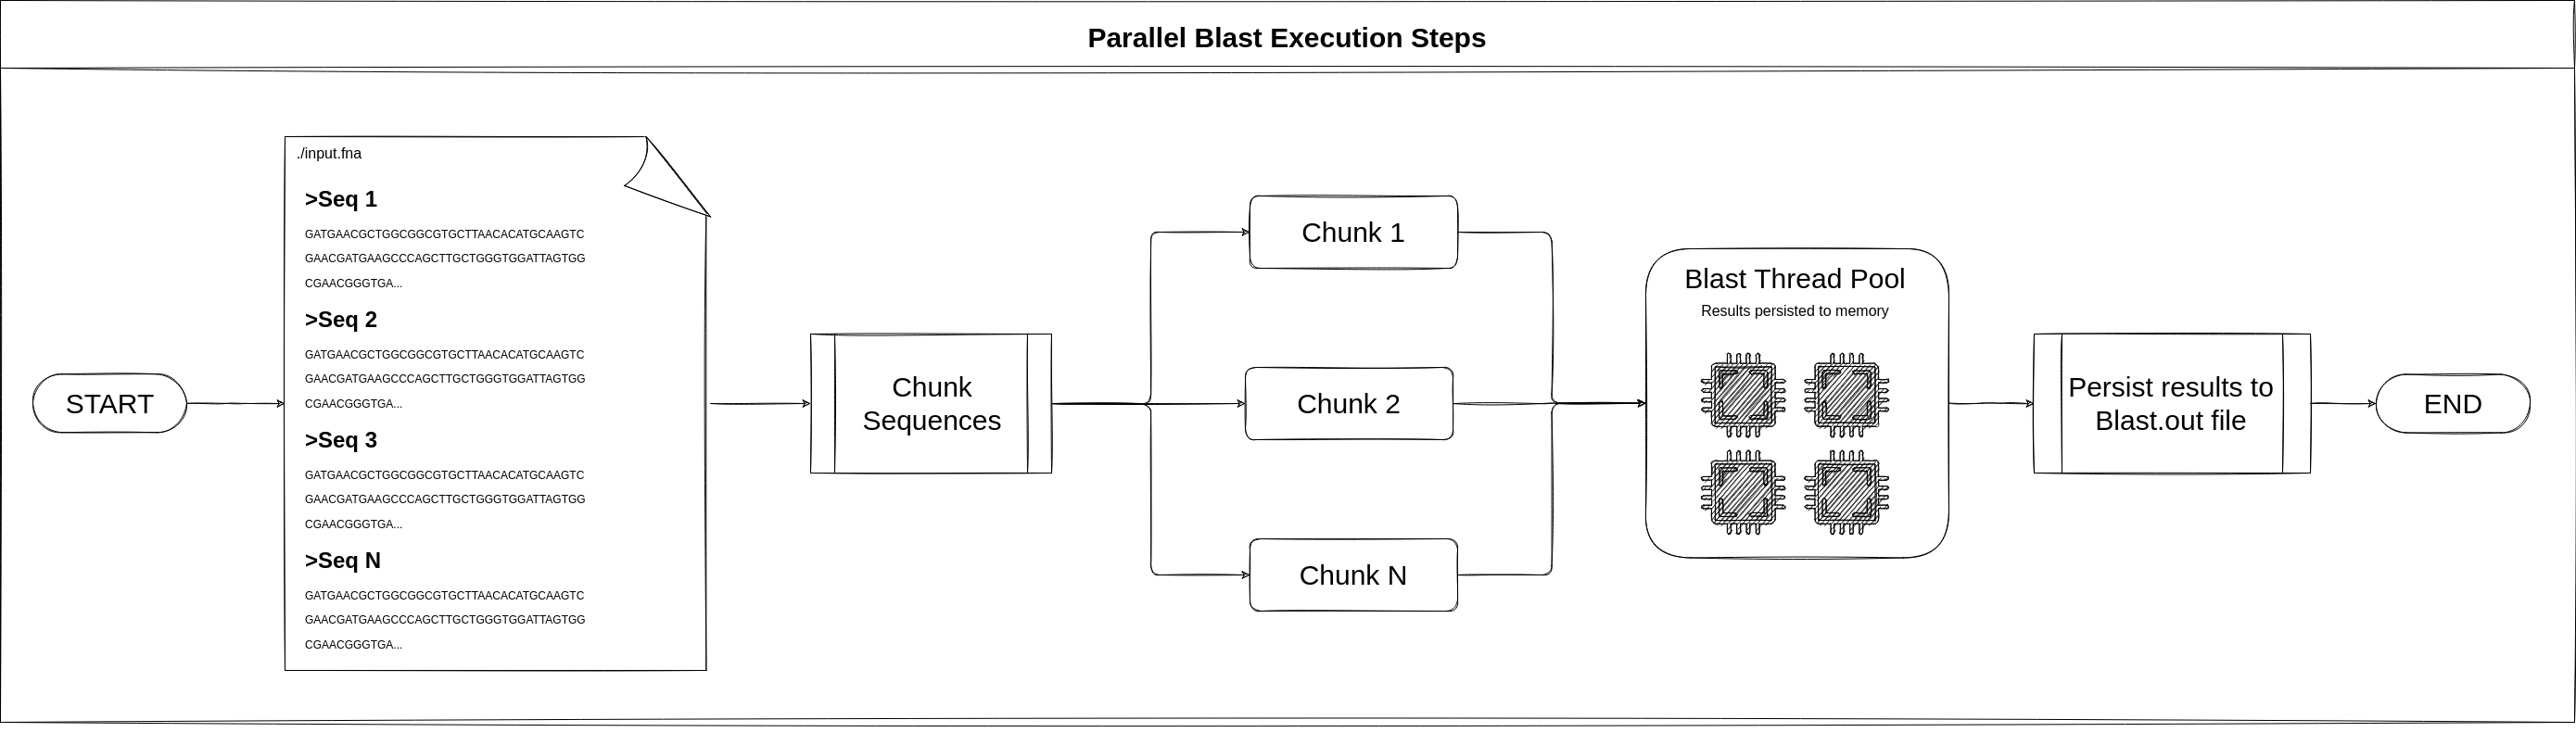 Parallel Blast Execution Steps
START
./input.fna
>Seq 1
GATGAACGCTGGCGGCGTGCTTAACACATGCAAGTC
GAACGATGAAGCCCAGCTTGCTGGGTGGATTAGTGG
CGAACGGGTGA...
>Seq 2
GATGAACGCTGGCGGCGTGCTTAACACATGCAAGTC
GAACGATGAAGCCCAGCTTGCTGGGTGGATTAGTGG
CGAACGGGTGA...
>Seq 3
GATGAACGCTGGCGGCGTGCTTAACACATGCAAGTC
GAACGATGAAGCCCAGCTTGCTGGGTGGATTAGTGG
CGAACGGGTGA...
>Seq N
GATGAACGCTGGCGGCGTGCTTAACACATGCAAGTC
GAACGATGAAGCCCAGCTTGCTGGGTGGATTAGTGG
CGAACGGGTGA...
Chunk
Sequences
Chunk 1
Chunk 2
Chunk N
Blast Thread Pool
Results persisted to memory
Persist results to
Blast.out file
END